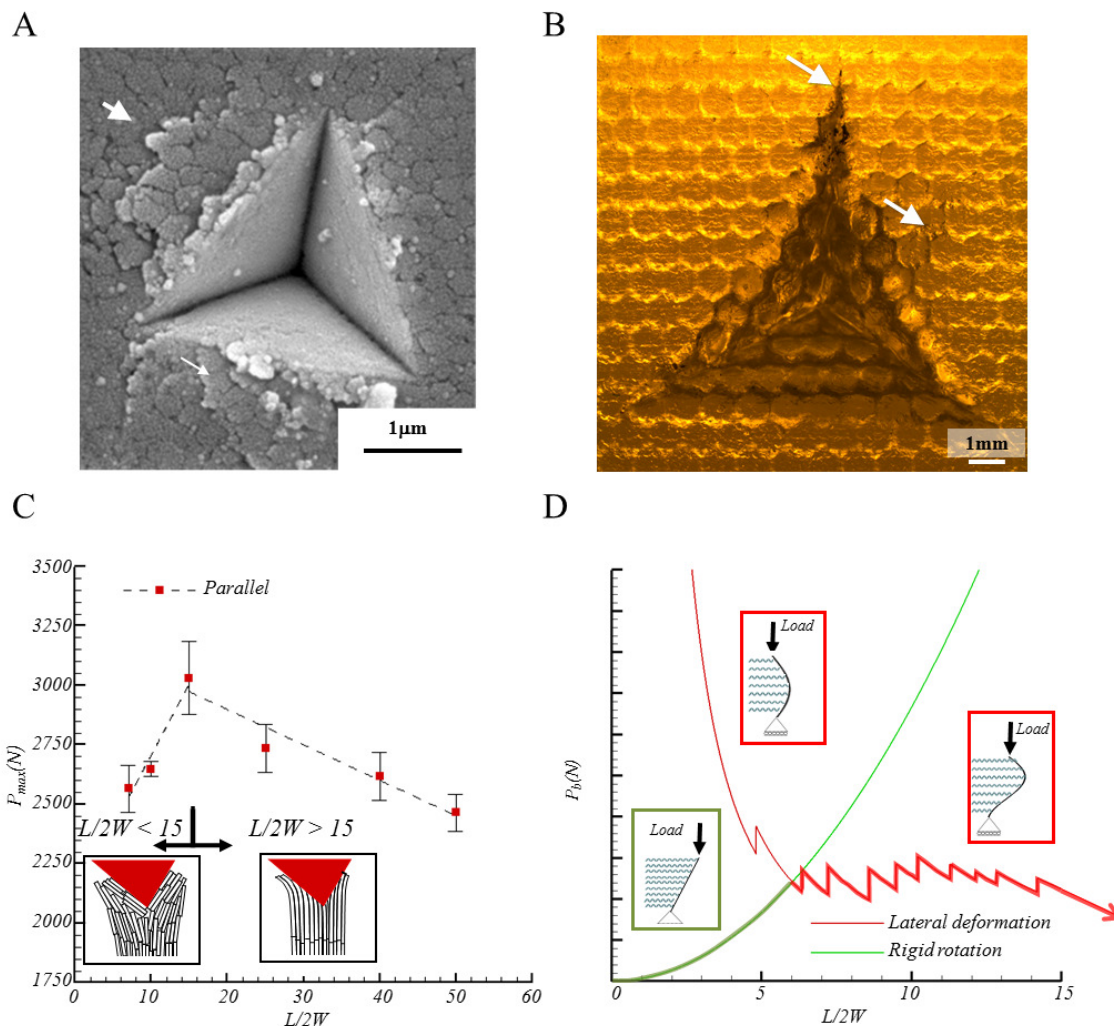 A
B
1μm
1mm
C
D
3500
3250
3000
2750
2500
2250
2000
1750
P_max(N)
Parallel
L/2W < 15
L/2W > 15
0
10
20
30
40
50
60
L/2W
P_b(N)
Load
Load
Load
Lateral deformation
Rigid rotation
0
5
10
15
L/2W